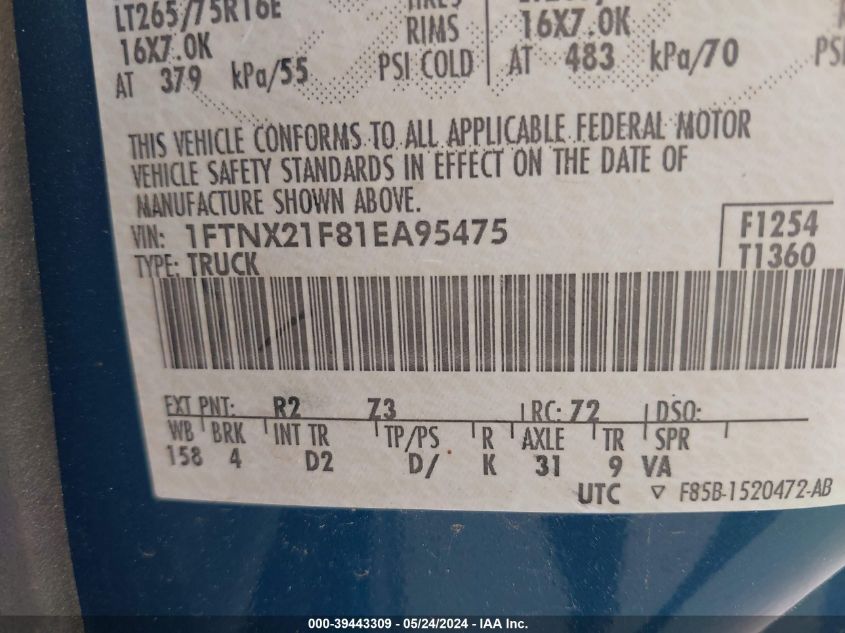 LT265/75R16E
16X7.0K RIMS 16X7.0K
AT 379 kPa/55 PSI COLD AT 483 kPa/70 PSI
THIS VEHICLE CONFORMS TO ALL APPLICABLE FEDERAL MOTOR
VEHICLE SAFETY STANDARDS IN EFFECT ON THE DATE OF
MANUFACTURE SHOWN ABOVE.
VIN: 1FTNX21F81EA95475 F1254
TYPE: TRUCK T1360
EXT PNT: R2 Z3 RC: 72 DSO:
WB BRK INT TR TP/PS R AXLE TR SPR
158 4 D2 D/ K 31 9 VA
UTC ▽ F85B-1520472-AB
000-39443309 - 05/24/2024 - IAA Inc.